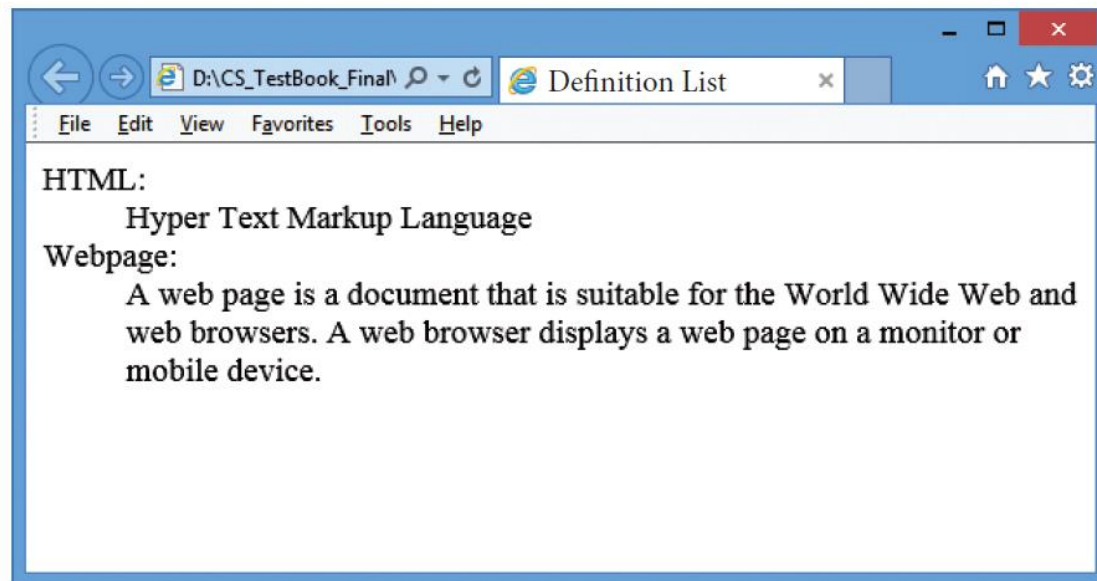 D:\CS_TestBook_Final\
Definition List
File Edit View Favorites Tools Help
HTML:
Hyper Text Markup Language
Webpage:
A web page is a document that is suitable for the World Wide Web and
web browsers. A web browser displays a web page on a monitor or
mobile device.